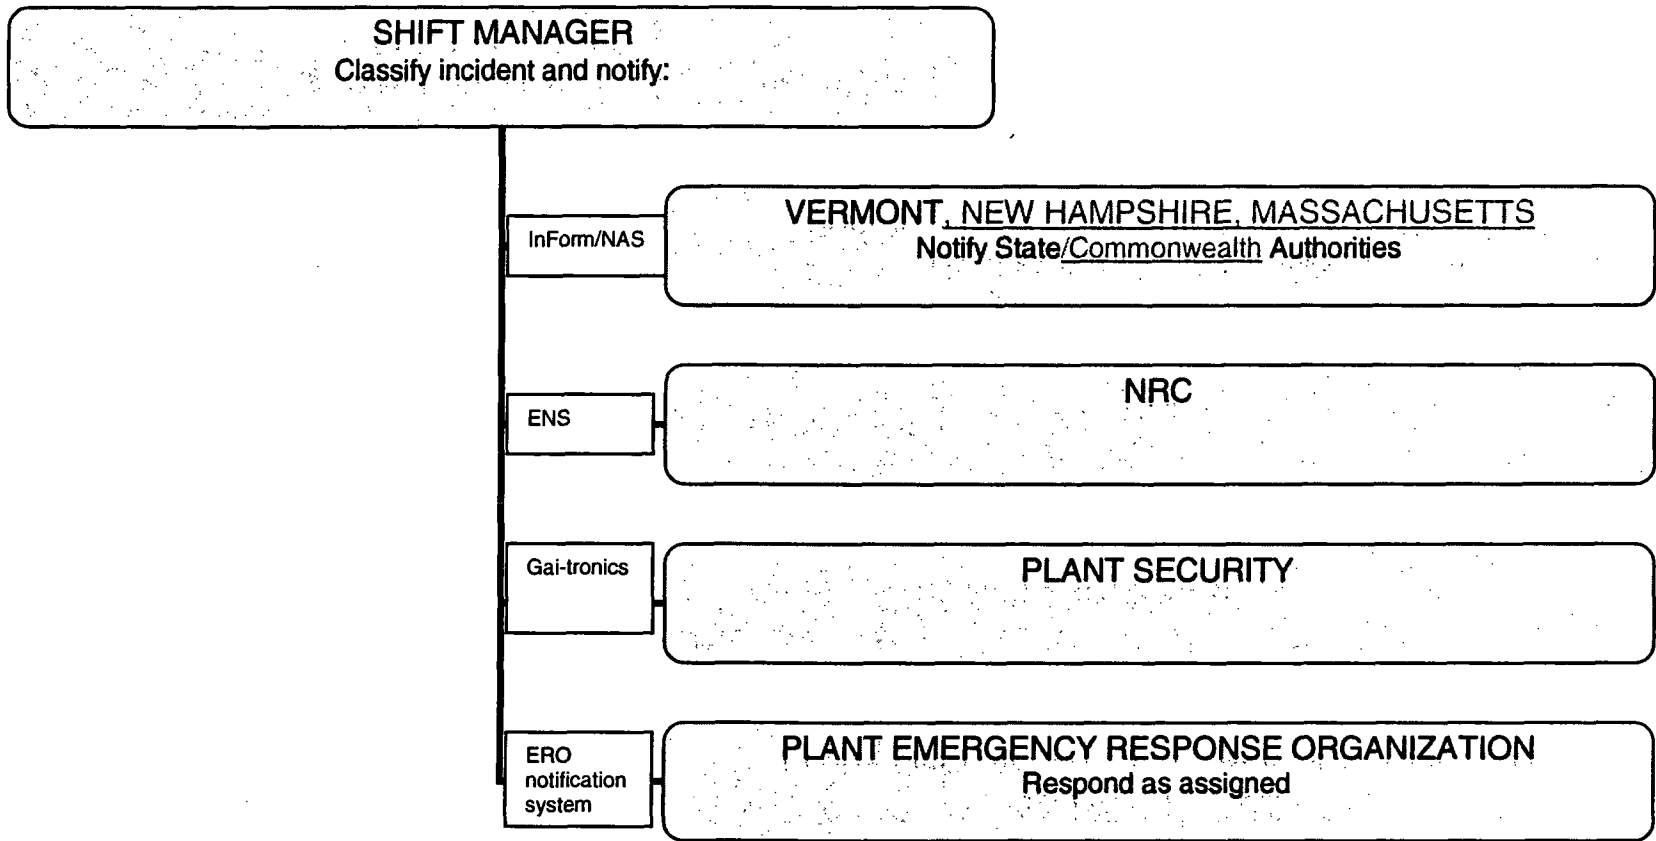 SHIFT MANAGER
Classify incident and notify:
InForm/NAS
VERMONT, NEW HAMPSHIRE, MASSACHUSETTS
Notify State/Commonwealth Authorities
ENS
NRC
Gai-tronics
PLANT SECURITY
ERO
notification
system
PLANT EMERGENCY RESPONSE ORGANIZATION
Respond as assigned